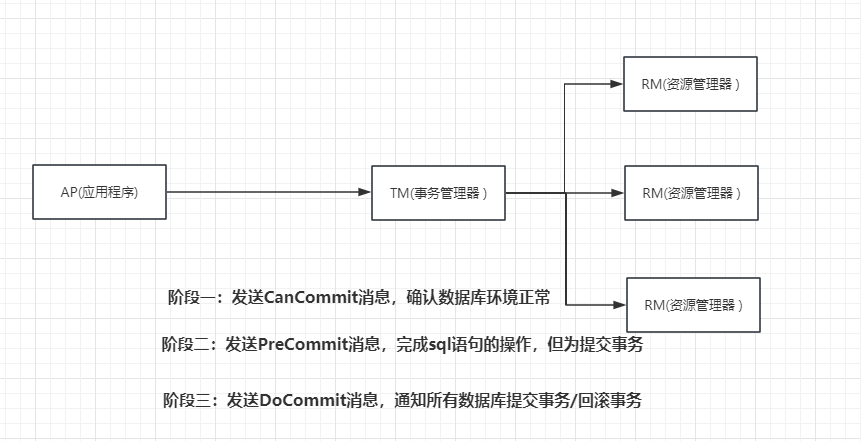 RM(资源管理器 )
AP(应用程序)
TM(事务管理器 )
RM(资源管理器 )
RM(资源管理器 )
阶段一：发送CanCommit消息，确认数据库环境正常
阶段二：发送PreCommit消息，完成sql语句的操作，但为提交事务
阶段三：发送DoCommit消息，通知所有数据库提交事务/回滚事务